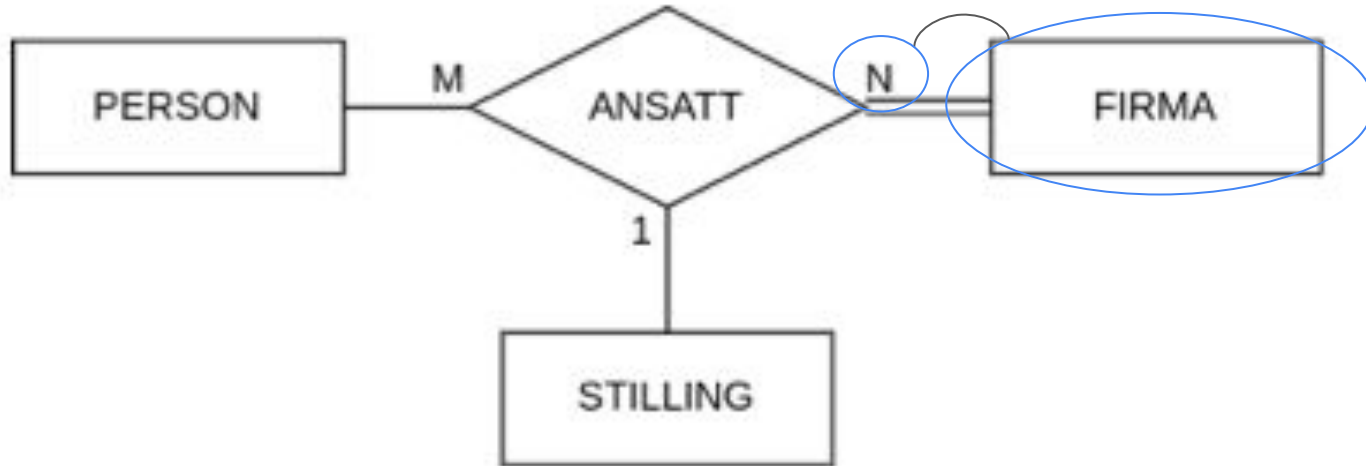 PERSON
M
ANSATT
N
FIRMA
1
STILLING